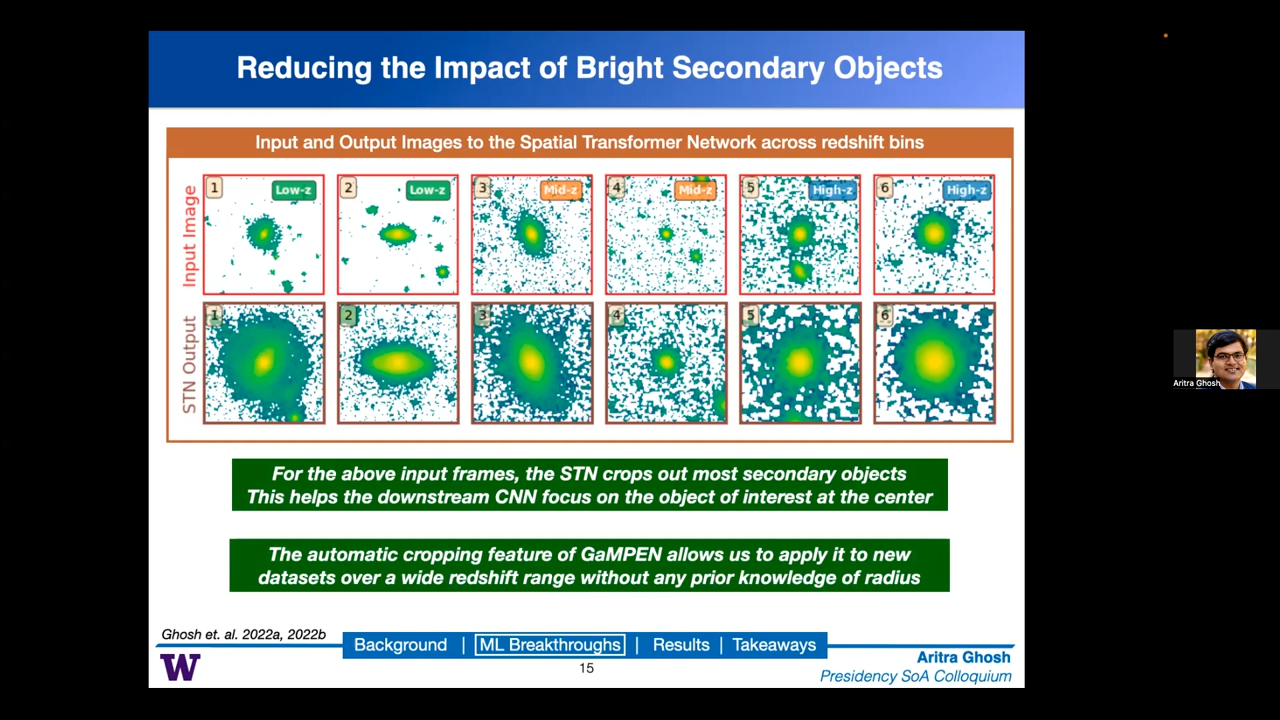 Reducing the Impact of Bright Secondary Objects
Input and Output Images to the Spatial Transformer Network across redshift bins
Input Image
1 Low-z
2 Low-z
3 Mid-z
4 Mid-z
5 High-z
6 High-z
STN Output
1
2
3
4
5
6
For the above input frames, the STN crops out most secondary objects
This helps the downstream CNN focus on the object of interest at the center
The automatic cropping feature of GaMPEN allows us to apply it to new
datasets over a wide redshift range without any prior knowledge of radius
Ghosh et. al. 2022a, 2022b
Background | ML Breakthroughs | Results | Takeaways
15
W
Aritra Ghosh
Presidency SoA Colloquium
Aritra Ghosh